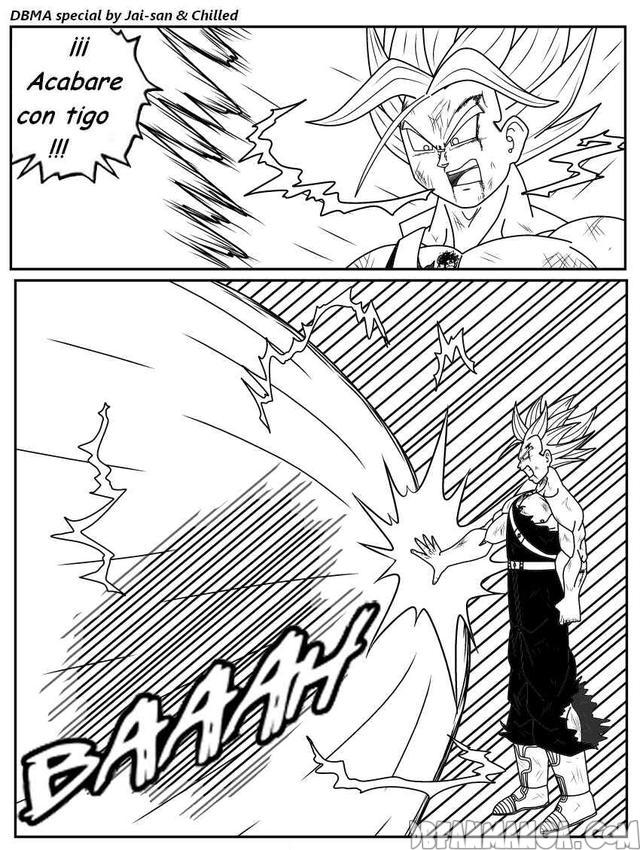 DBMA special by Jai-san & Chilled
¡¡¡
Acabare
con tigo
!!!
BAAAH
DBFANMANGA.COM